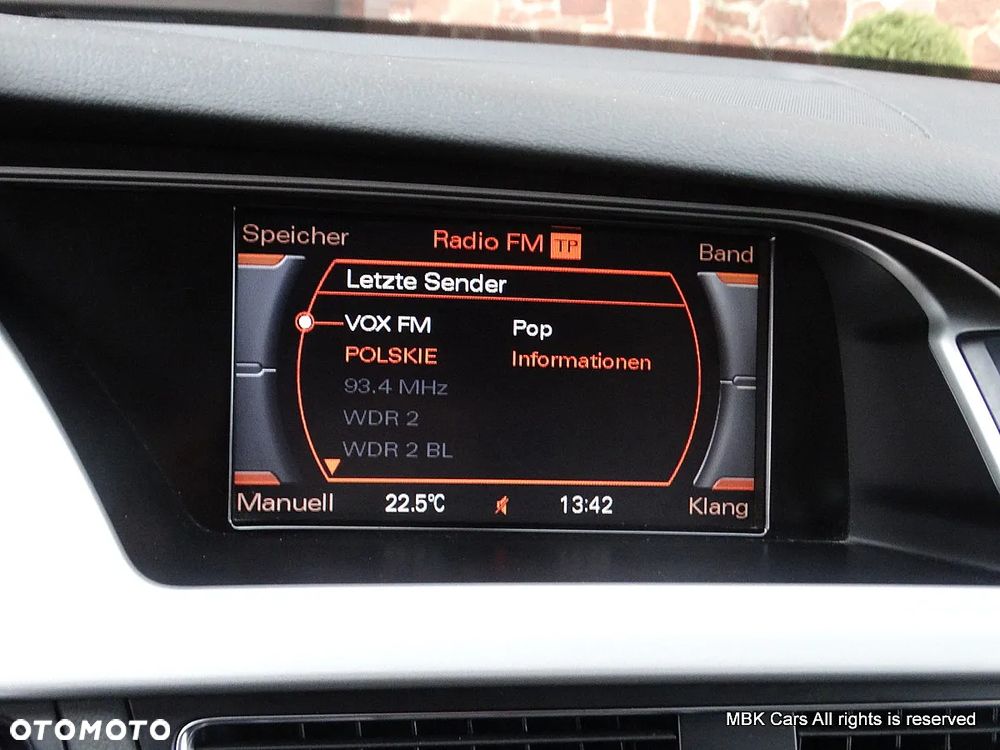 Speicher
Radio FM TP
Band
Letzte Sender
VOX FM Pop
POLSKIE Informationen
93.4 MHz
WDR 2
WDR 2 BL
Manuell 22.5°C 13:42 Klang
OTOMOTO
MBK Cars All rights is reserved